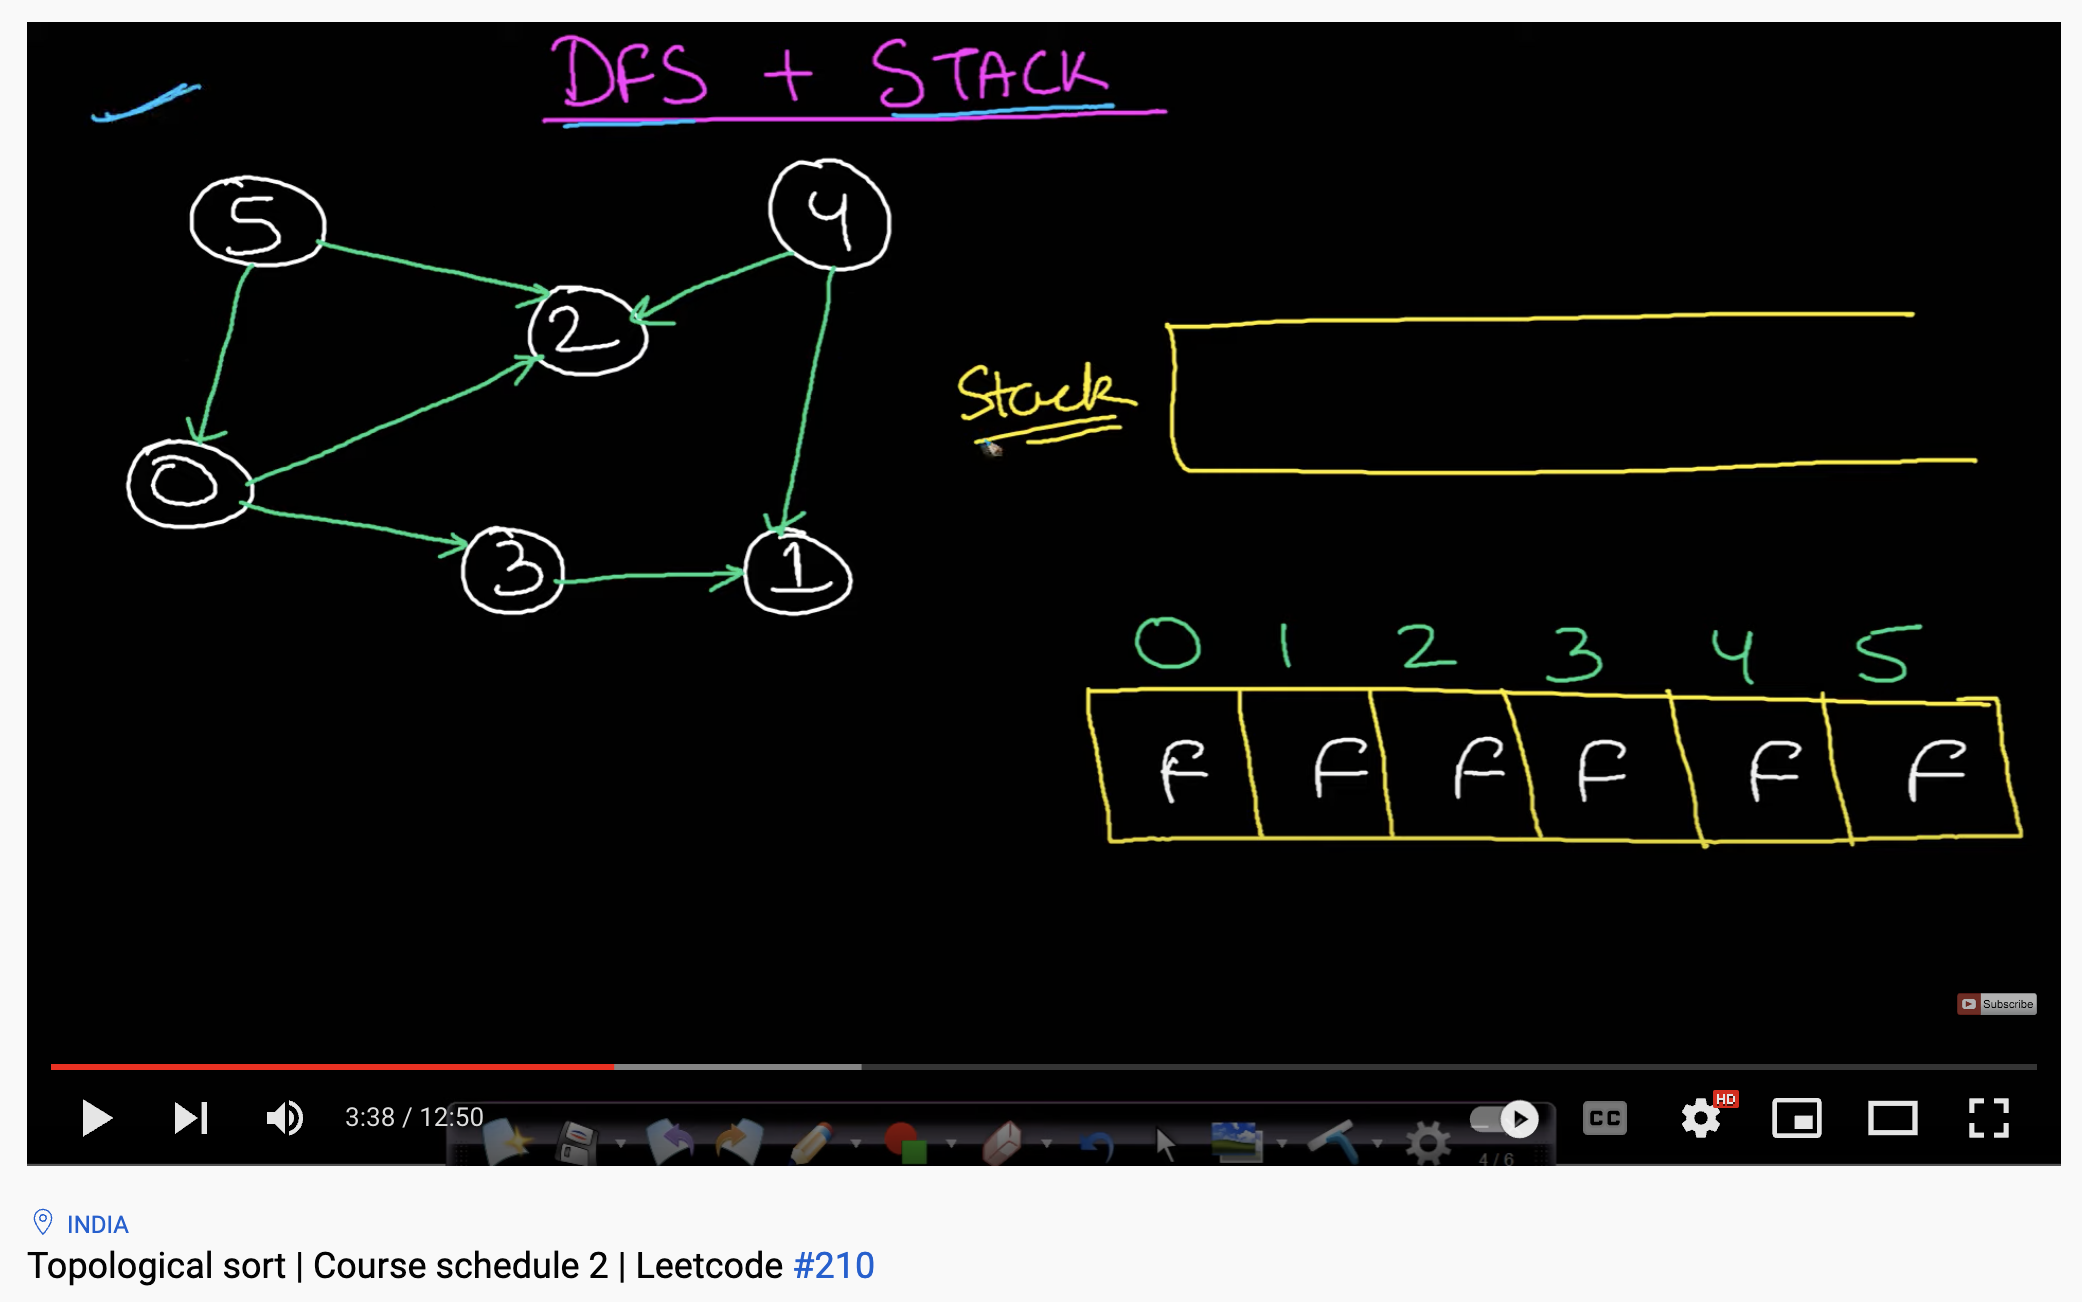 DFS + STACK
5
4
2
Stack
0
3
1
0 1 2 3 4 5
F F F F F F
Subscribe
3:38 / 12:50
CC
HD
4/6
INDIA
Topological sort | Course schedule 2 | Leetcode #210